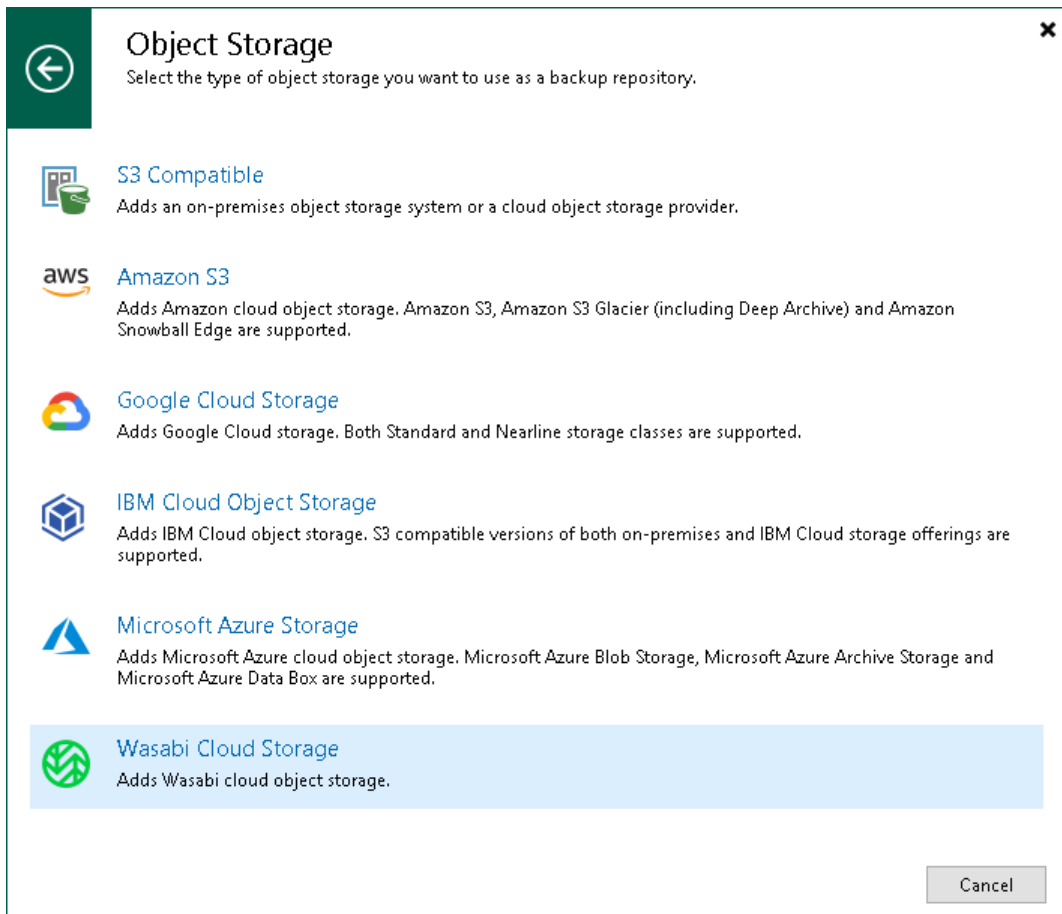 Object Storage
Select the type of object storage you want to use as a backup repository.
S3 Compatible
Adds an on-premises object storage system or a cloud object storage provider.
aws
Amazon S3
Adds Amazon cloud object storage. Amazon S3, Amazon S3 Glacier (including Deep Archive) and Amazon
Snowball Edge are supported.
Google Cloud Storage
Adds Google Cloud storage. Both Standard and Nearline storage classes are supported.
IBM Cloud Object Storage
Adds IBM Cloud object storage. S3 compatible versions of both on-premises and IBM Cloud storage offerings are
supported.
Microsoft Azure Storage
Adds Microsoft Azure cloud object storage. Microsoft Azure Blob Storage, Microsoft Azure Archive Storage and
Microsoft Azure Data Box are supported.
Wasabi Cloud Storage
Adds Wasabi cloud object storage.
Cancel